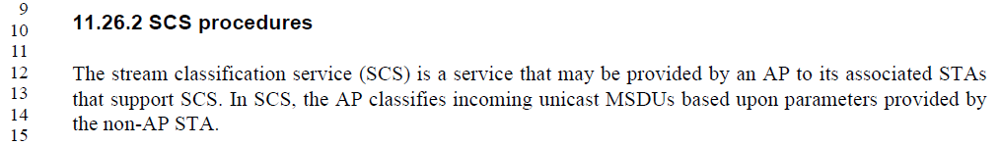 9
10 11.26.2 SCS procedures
11
12 The stream classification service (SCS) is a service that may be provided by an AP to its associated STAs
13 that support SCS. In SCS, the AP classifies incoming unicast MSDUs based upon parameters provided by
14 the non-AP STA.
15